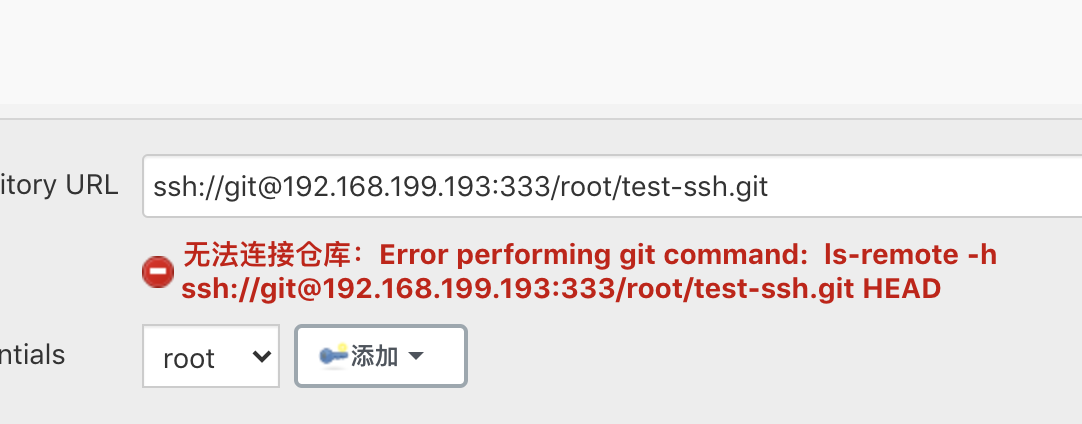 itory URL
ssh://git@192.168.199.193:333/root/test-ssh.git
无法连接仓库：Error performing git command: ls-remote -h
ssh://git@192.168.199.193:333/root/test-ssh.git HEAD
ntials
root
添加